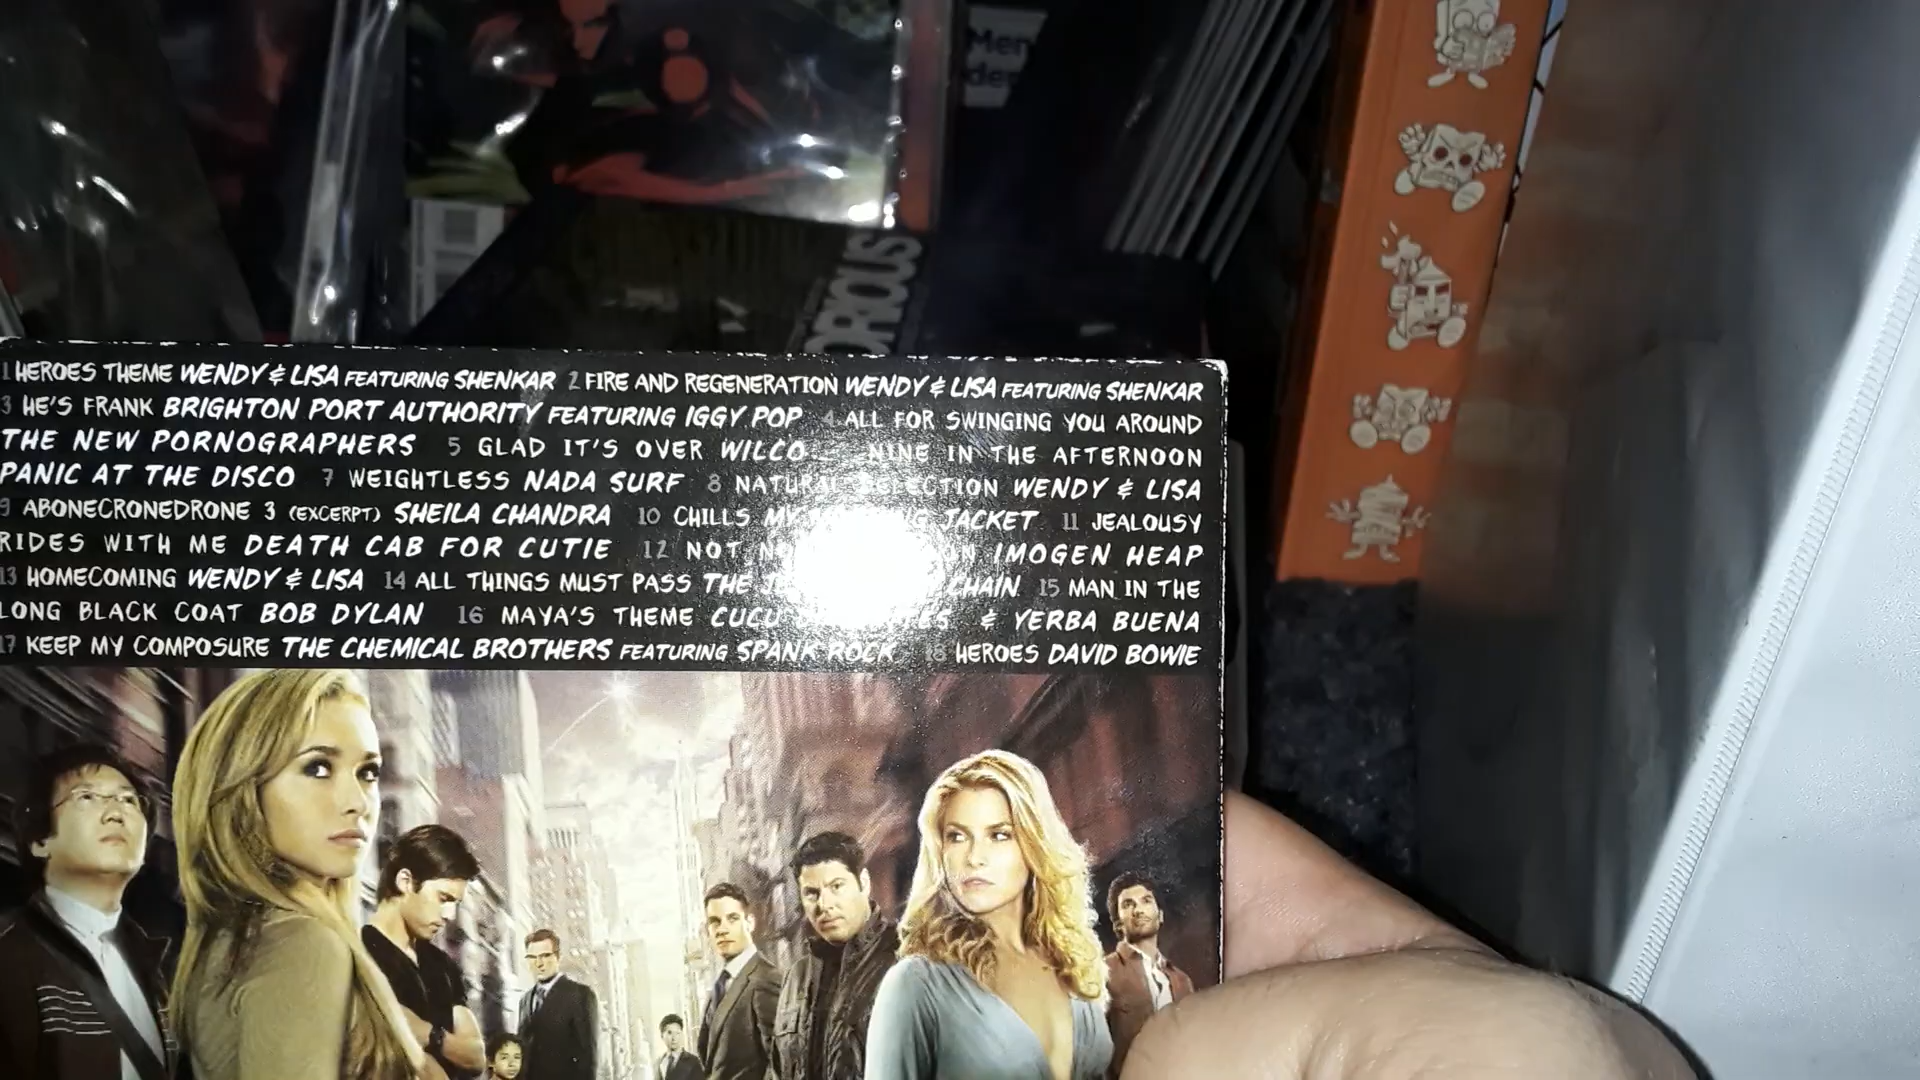 Men
der
ORIOUS
1 HEROES THEME WENDY & LISA FEATURING SHENKAR 2 FIRE AND REGENERATION WENDY & LISA FEATURING SHENKAR
3 HE'S FRANK BRIGHTON PORT AUTHORITY FEATURING IGGY POP 4 ALL FOR SWINGING YOU AROUND
THE NEW PORNOGRAPHERS 5 GLAD IT'S OVER WILCO NINE IN THE AFTERNOON
PANIC AT THE DISCO 7 WEIGHTLESS NADA SURF 8 NATURAL SELECTION WENDY & LISA
9 ABONECRONEDRONE 3 (EXCERPT) SHEILA CHANDRA 10 CHILLS MY JACKET 11 JEALOUSY
RIDES WITH ME DEATH CAB FOR CUTIE 12 NOT IMOGEN HEAP
13 HOMECOMING WENDY & LISA 14 ALL THINGS MUST PASS THE CHAIN 15 MAN IN THE
LONG BLACK COAT BOB DYLAN 16 MAYA'S THEME & YERBA BUENA
17 KEEP MY COMPOSURE THE CHEMICAL BROTHERS FEATURING SPANK ROCK 18 HEROES DAVID BOWIE